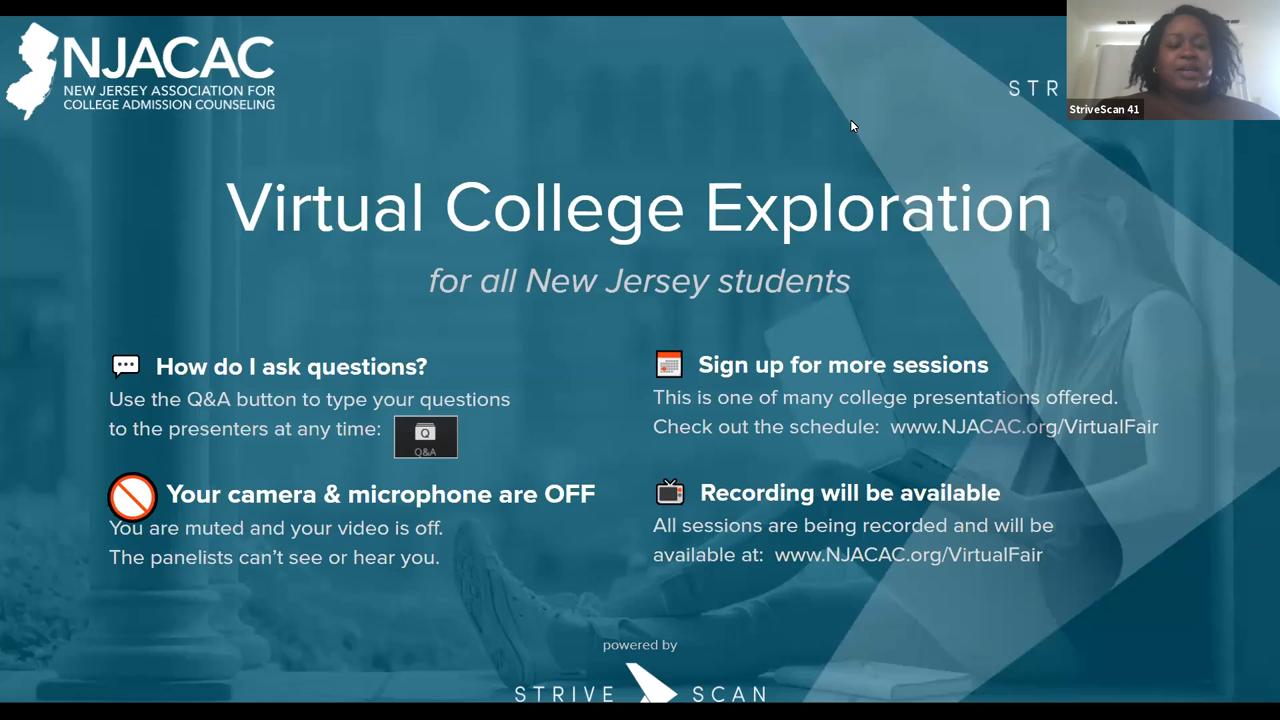 NJACAC
NEW JERSEY ASSOCIATION FOR
COLLEGE ADMISSION COUNSELING
STR
StriveScan 41
Virtual College Exploration
for all New Jersey students
How do I ask questions?
Use the Q&A button to type your questions
to the presenters at any time:
Q
Q&A
Your camera & microphone are OFF
You are muted and your video is off.
The panelists can’t see or hear you.
Sign up for more sessions
This is one of many college presentations offered.
Check out the schedule: www.NJACAC.org/VirtualFair
Recording will be available
All sessions are being recorded and will be
available at: www.NJACAC.org/VirtualFair
powered by
STRIVE SCAN